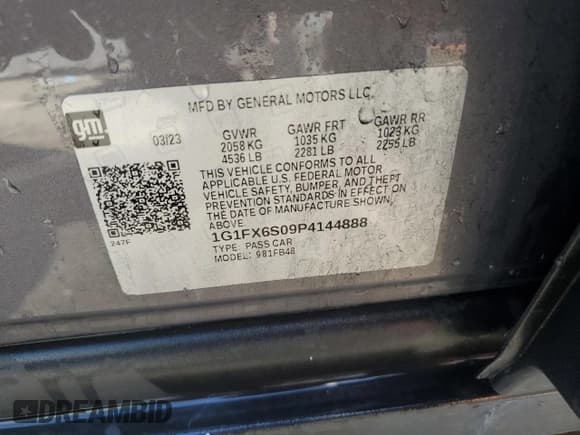 MFD BY GENERAL MOTORS LLC
gm
03/23
GVWR GAWR FRT GAWR RR
2058 KG 1035 KG 1023 KG
4536 LB 2281 LB 2255 LB
THIS VEHICLE CONFORMS TO ALL
APPLICABLE U.S. FEDERAL MOTOR
VEHICLE SAFETY, BUMPER, AND THEFT
PREVENTION STANDARDS IN EFFECT ON
THE DATE OF MANUFACTURE SHOWN
ABOVE
1G1FX6S09P4144888
TYPE: PASS CAR
MODEL: 981FB48
247F
DREAMBID